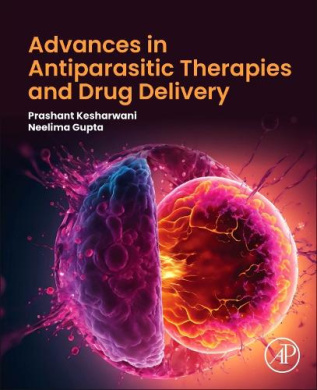 Advances in
Antiparasitic Therapies
and Drug Delivery
Prashant Kesharwani
Neelima Gupta
AP